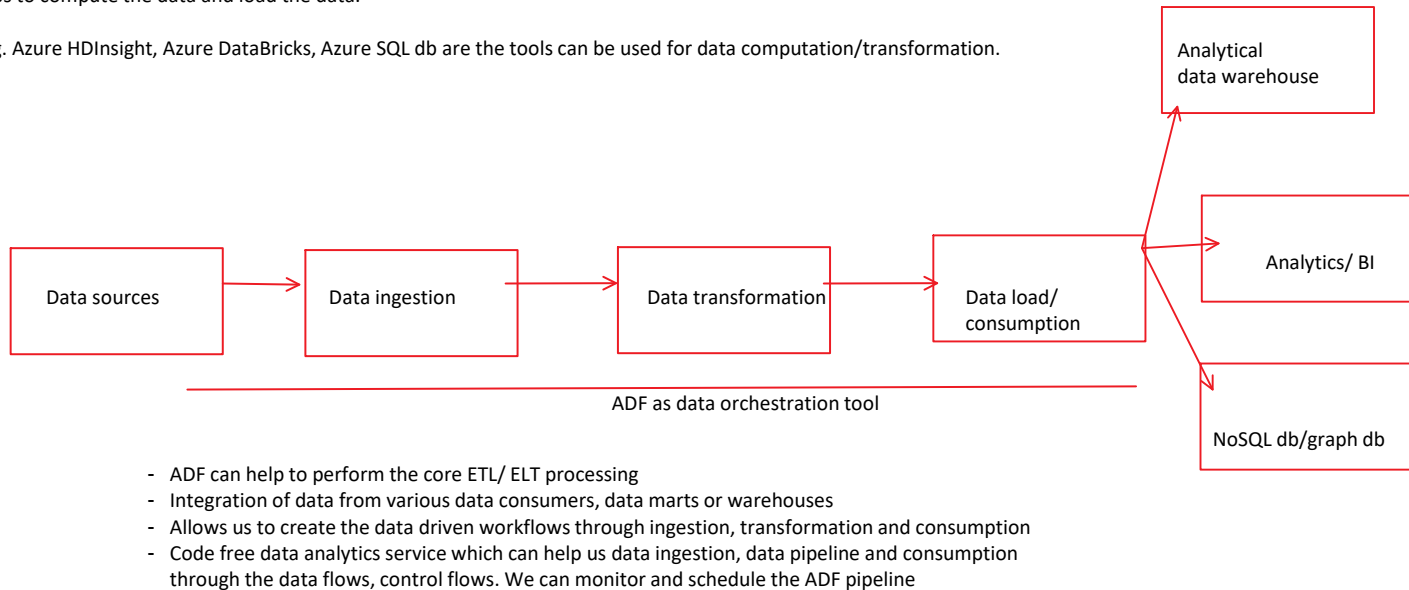 to compute the data and load the data.
. Azure HDInsight, Azure DataBricks, Azure SQL db are the tools can be used for data computation/transformation.
Analytical
data warehouse
Analytics/ BI
Data sources
Data ingestion
Data transformation
Data load/
consumption
ADF as data orchestration tool
NoSQL db/graph db
- ADF can help to perform the core ETL/ ELT processing
- Integration of data from various data consumers, data marts or warehouses
- Allows us to create the data driven workflows through ingestion, transformation and consumption
- Code free data analytics service which can help us data ingestion, data pipeline and consumption
through the data flows, control flows. We can monitor and schedule the ADF pipeline